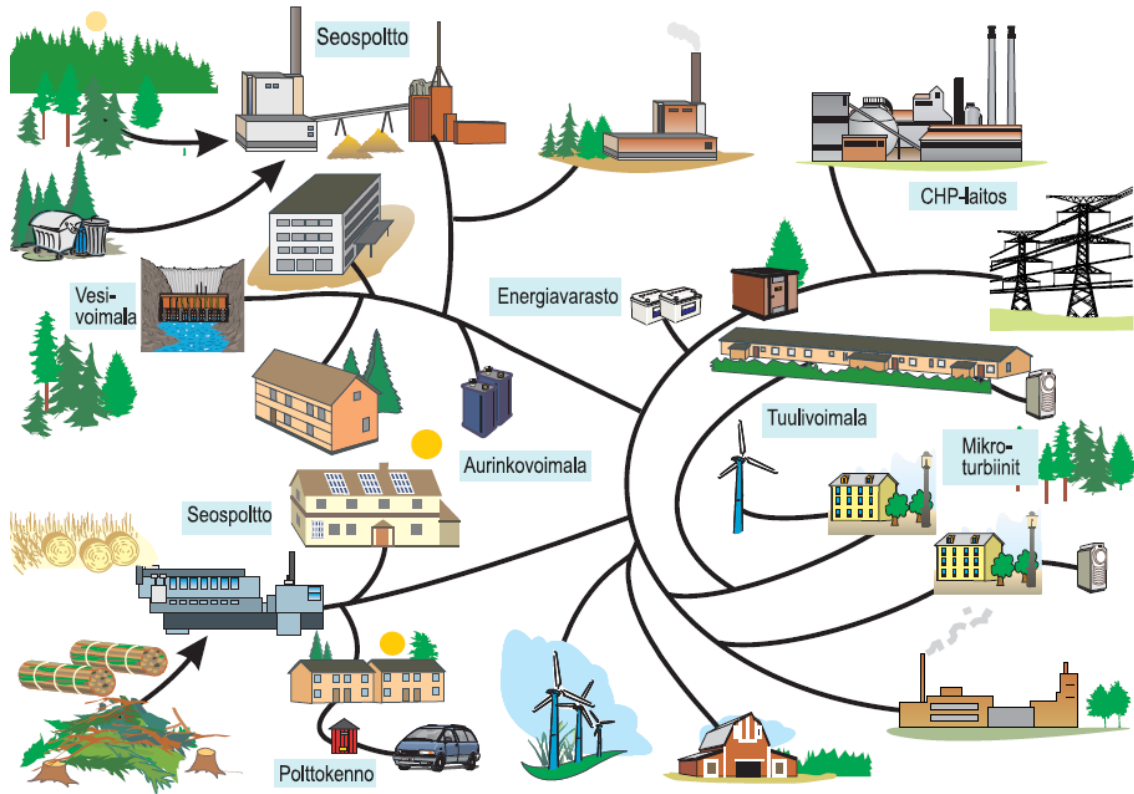 Seospoltto
CHP-laitos
Vesi-
voimala
Energiavarasto
Tuulivoimala
Mikro-
turbiinit
Aurinkovoimala
Seospoltto
Polttokenno